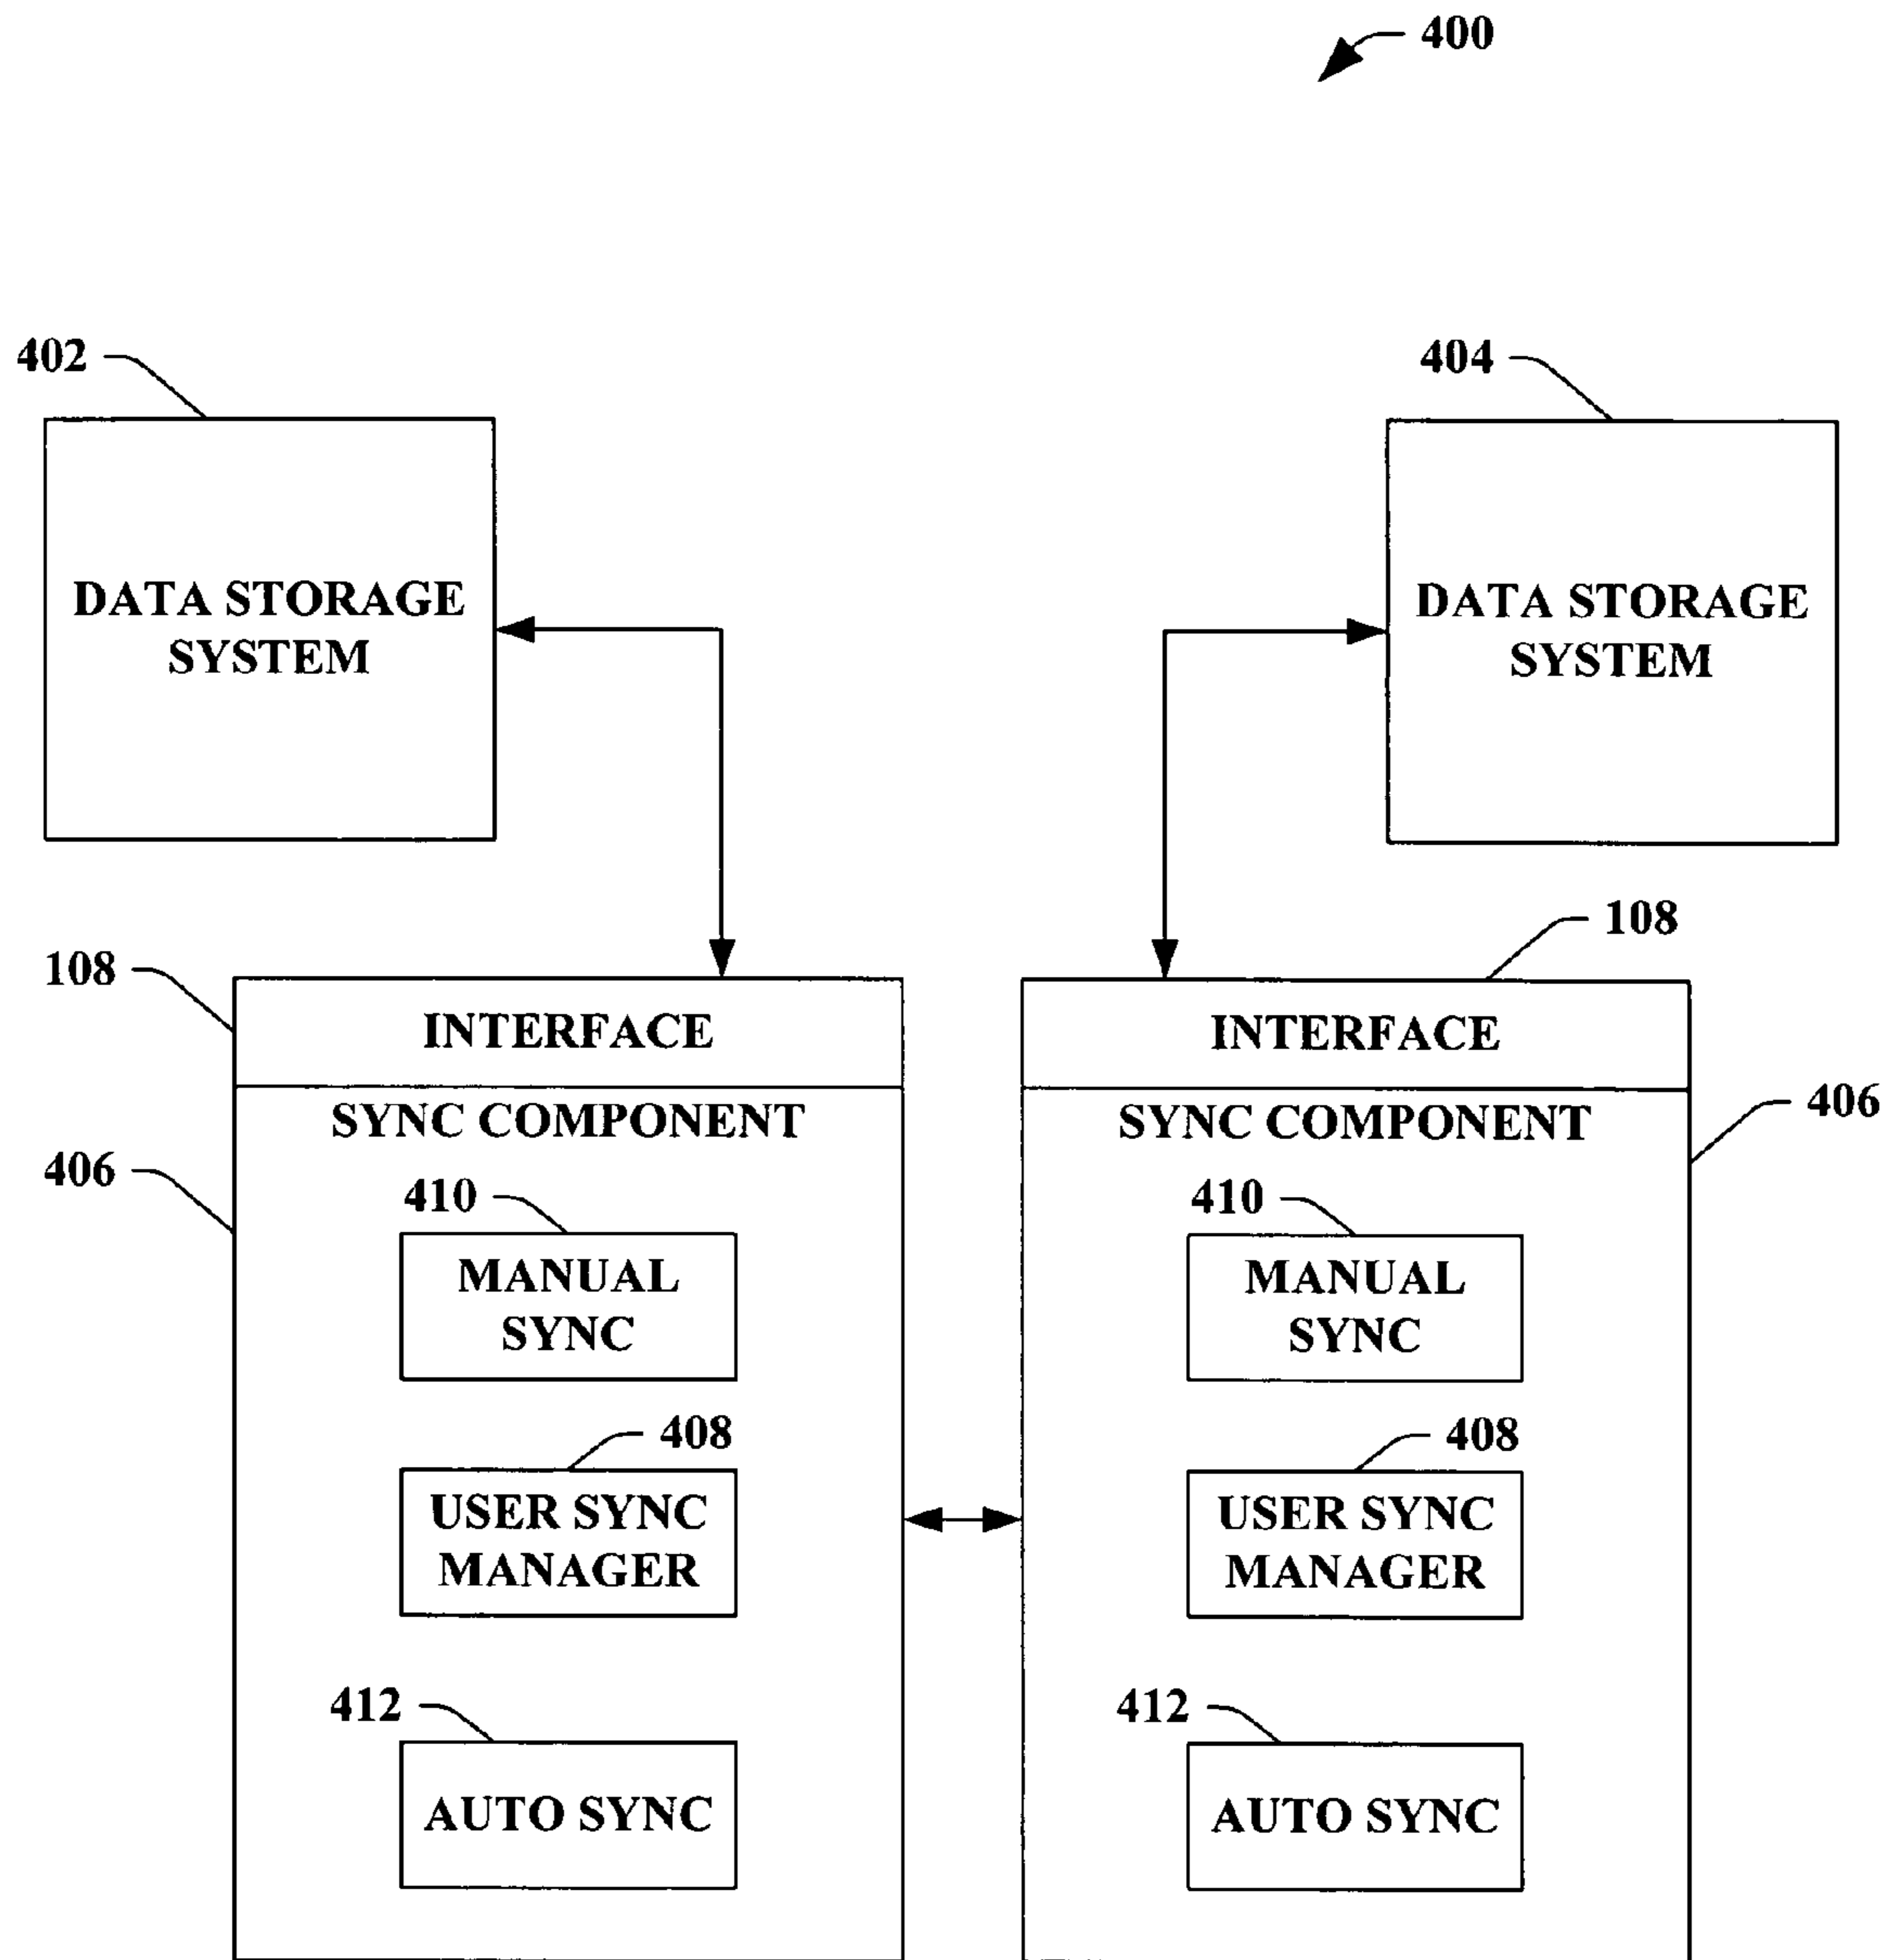 400
402
404
DATA STORAGE
SYSTEM
DATA STORAGE
SYSTEM
108
108
INTERFACE
INTERFACE
SYNC COMPONENT
SYNC COMPONENT
406
406
410
410
MANUAL
SYNC
MANUAL
SYNC
408
408
USER SYNC
MANAGER
USER SYNC
MANAGER
412
412
AUTO SYNC
AUTO SYNC